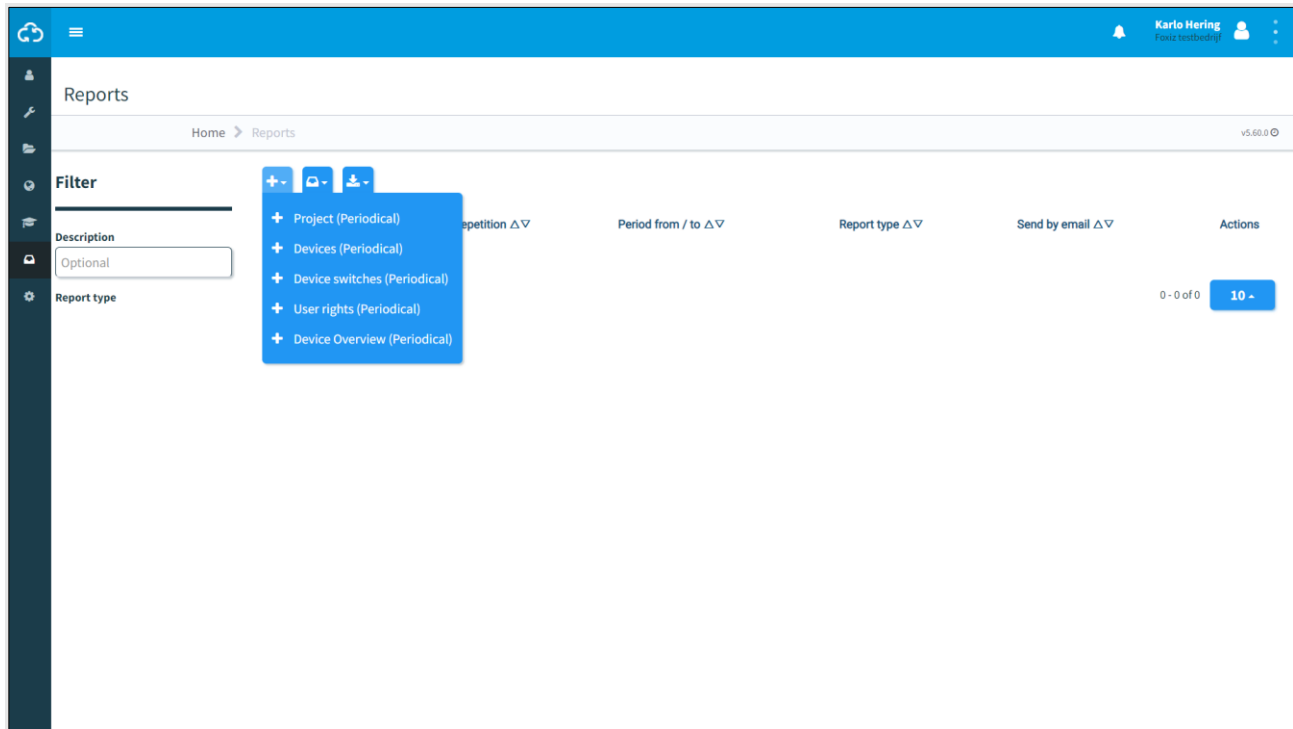 Karlo Hering
Foxiz testbedrijf
Reports
Home Reports
v5.60.0
Filter
Description
Optional
Report type
Project (Periodical)
Devices (Periodical)
Device switches (Periodical)
User rights (Periodical)
Device Overview (Periodical)
epetition △▽ Period from / to △▽ Report type △▽ Send by email △▽ Actions
0 - 0 of 0 10